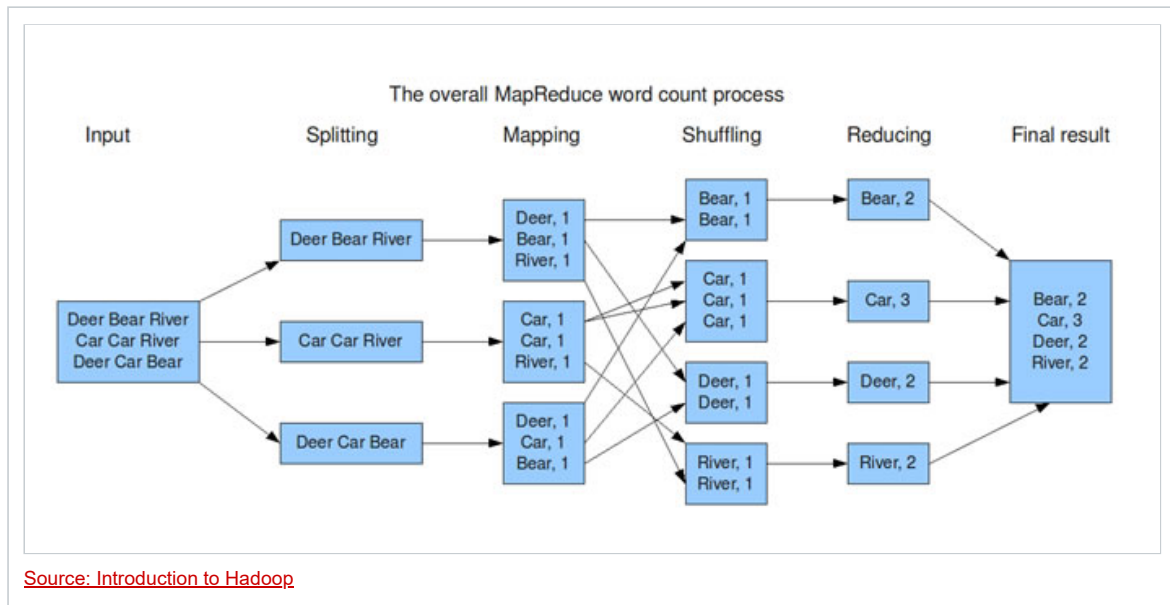 The overall MapReduce word count process
Input
Splitting
Mapping
Shuffling
Reducing
Final result
Deer Bear River
Car Car River
Deer Car Bear
Deer Bear River
Car Car River
Deer Car Bear
Deer, 1
Bear, 1
River, 1
Car, 1
Car, 1
River, 1
Deer, 1
Car, 1
Bear, 1
Bear, 1
Bear, 1
Car, 1
Car, 1
Car, 1
Deer, 1
Deer, 1
River, 1
River, 1
Bear, 2
Car, 3
Deer, 2
River, 2
Bear, 2
Car, 3
Deer, 2
River, 2
Source: Introduction to Hadoop